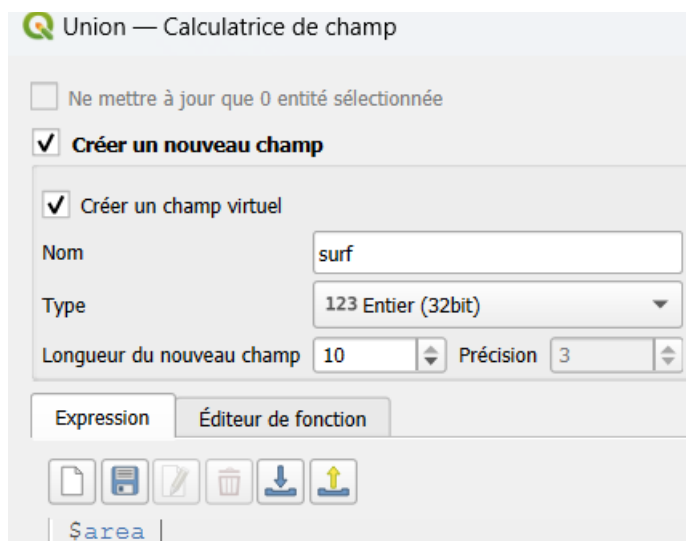 Union — Calculatrice de champ
Ne mettre à jour que 0 entité sélectionnée
Créer un nouveau champ
Créer un champ virtuel
Nom surf
Type 123 Entier (32bit)
Longueur du nouveau champ 10 Précision 3
Expression Éditeur de fonction
$area